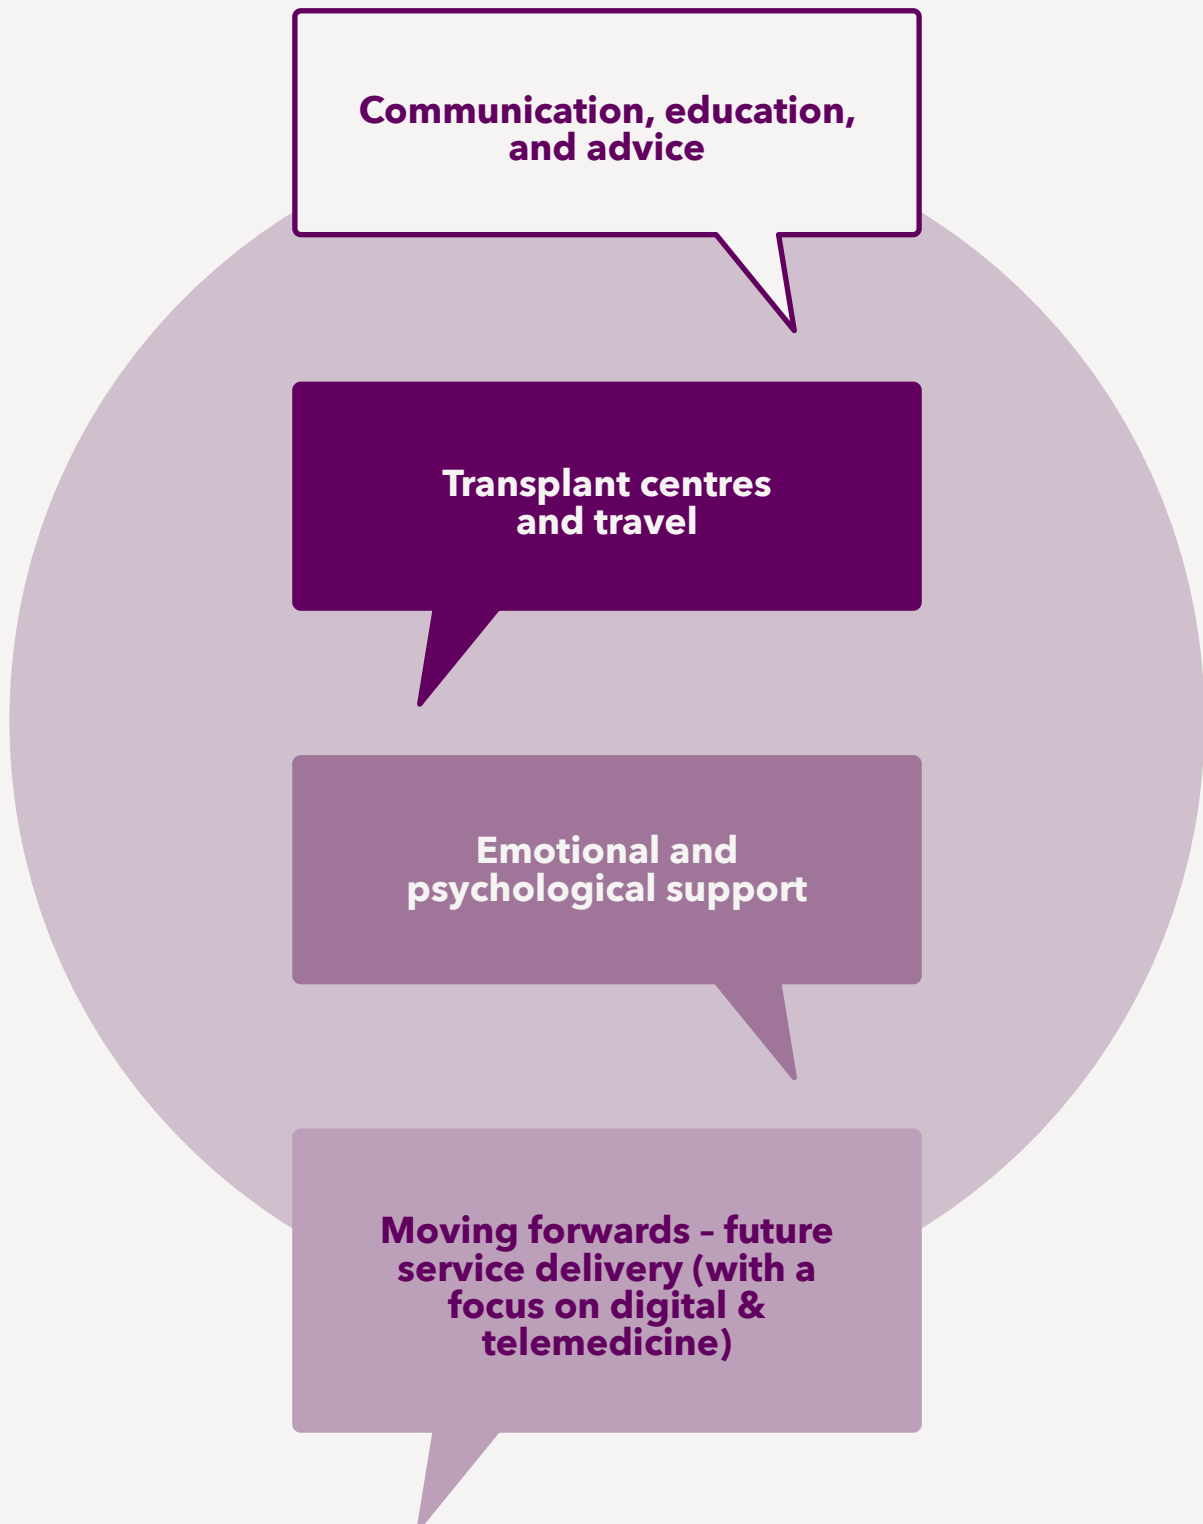 Communication, education,
and advice
Transplant centres
and travel
Emotional and
psychological support
Moving forwards – future
service delivery (with a
focus on digital &
telemedicine)